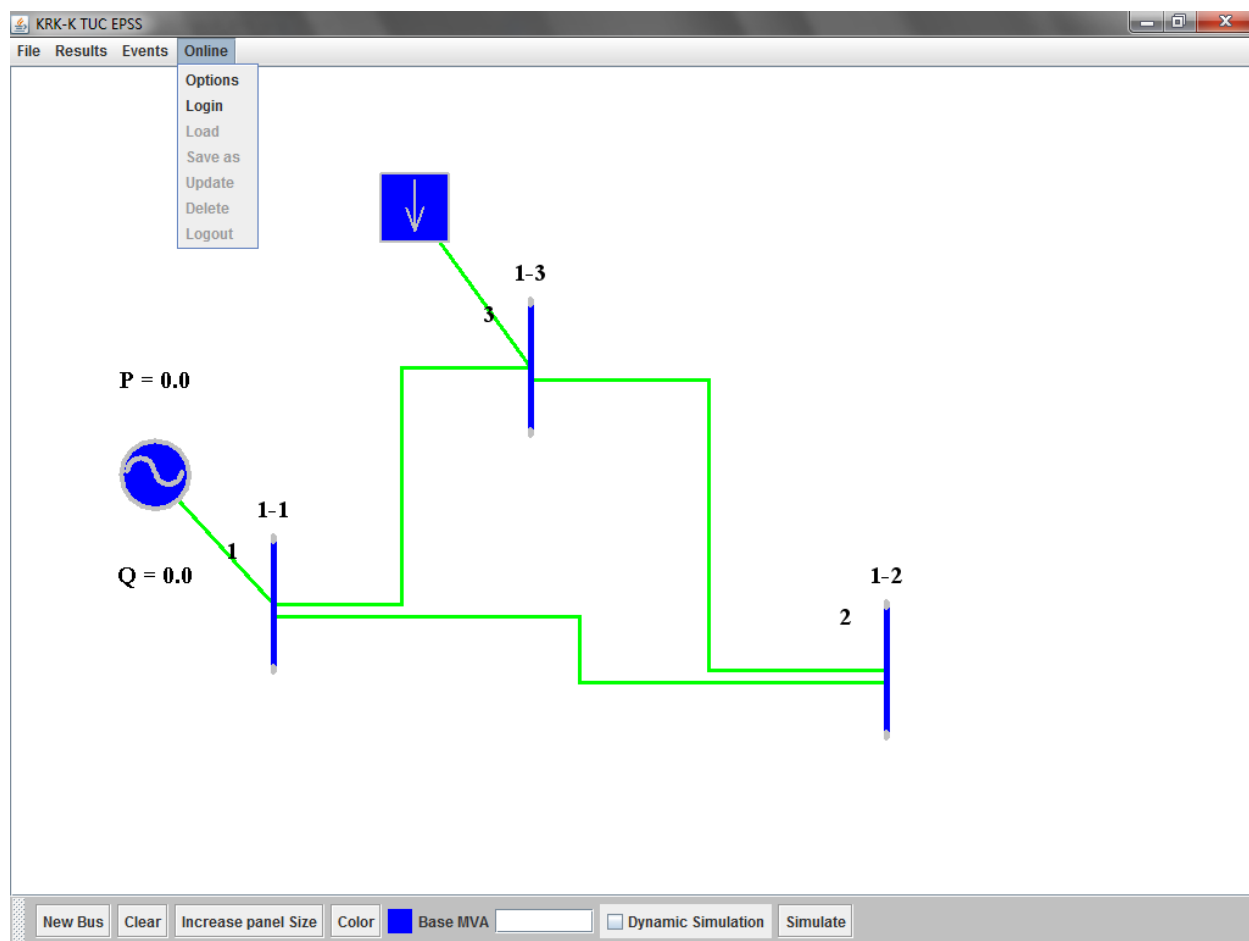 KRK-K TUC EPSS
File Results Events Online
Options
Login
Load
Save as
Update
Delete
Logout
1-3
3
P = 0.0
1-1
1
Q = 0.0
1-2
2
New Bus Clear Increase panel Size Color Base MVA Dynamic Simulation Simulate